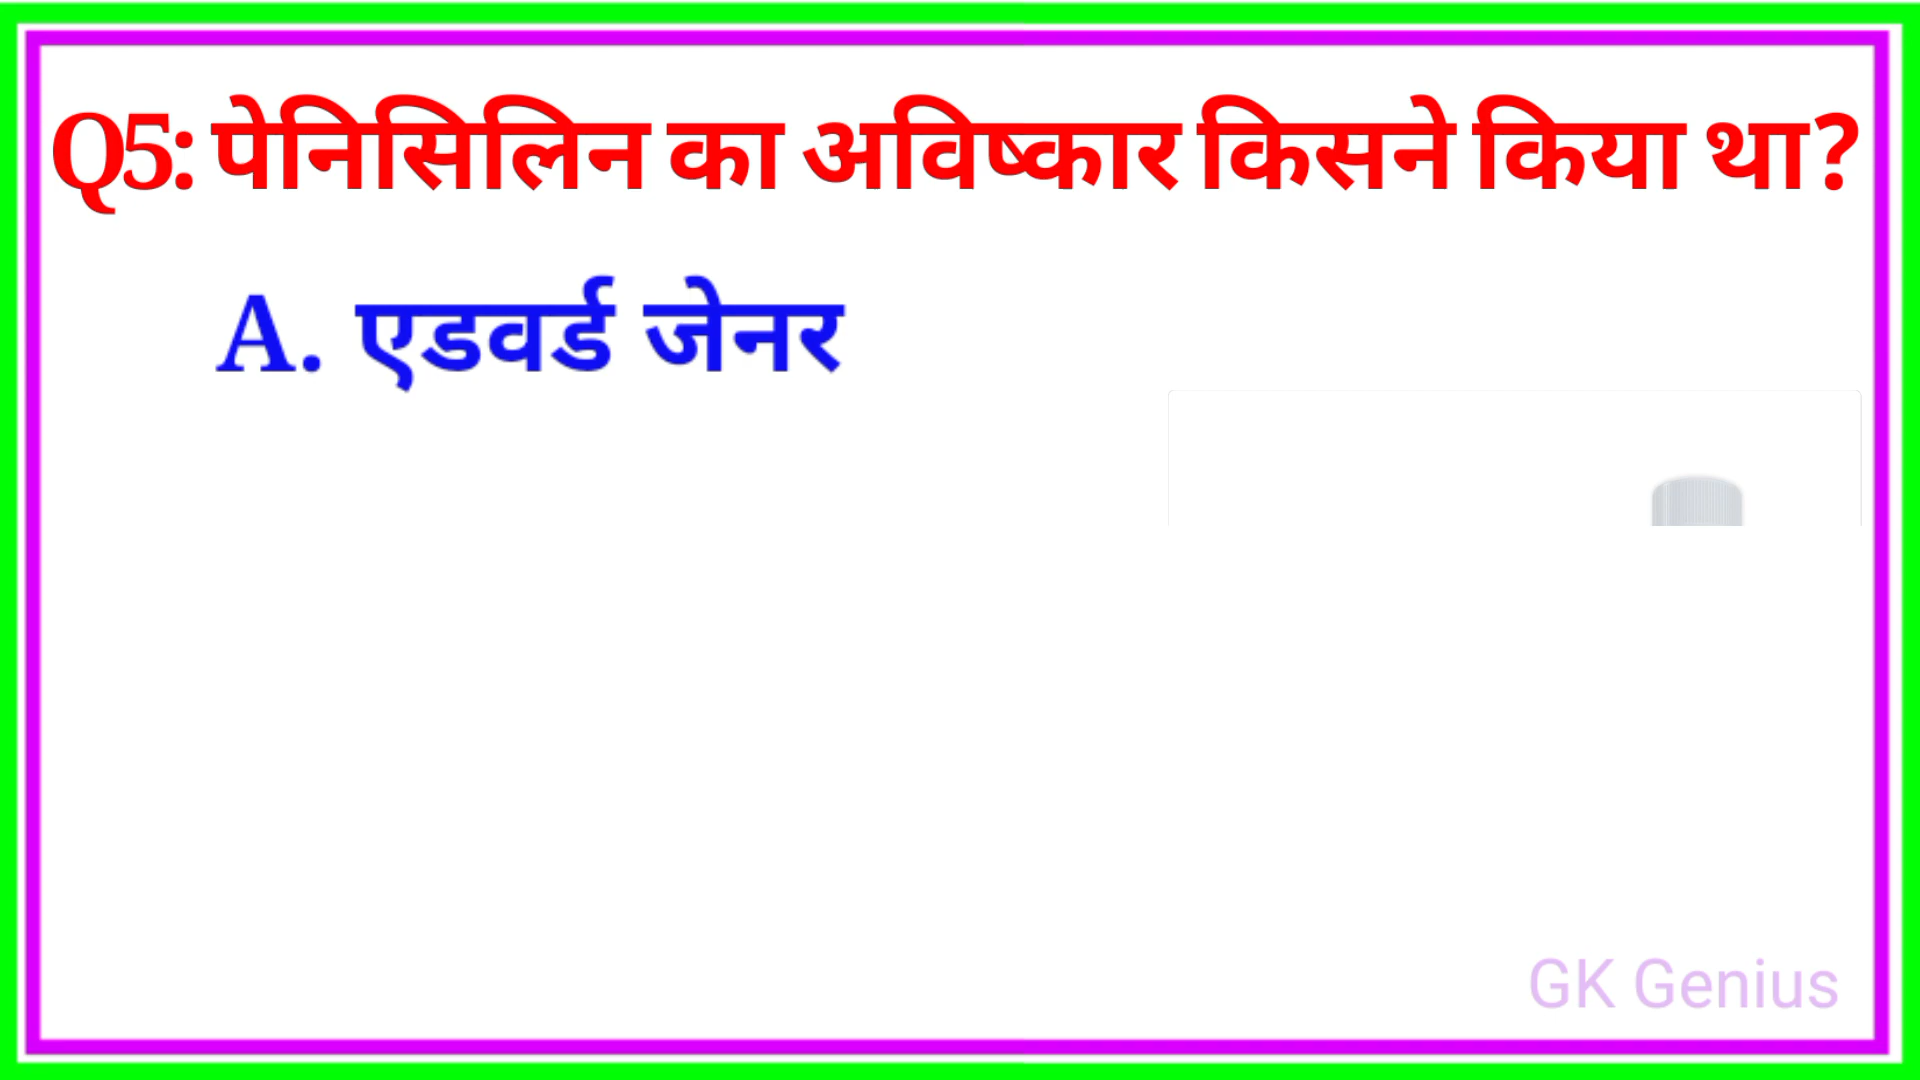 Q5: पेनिसिलिन का अविष्कार किसने किया था?
A. एडवर्ड जेनर
GK Genius